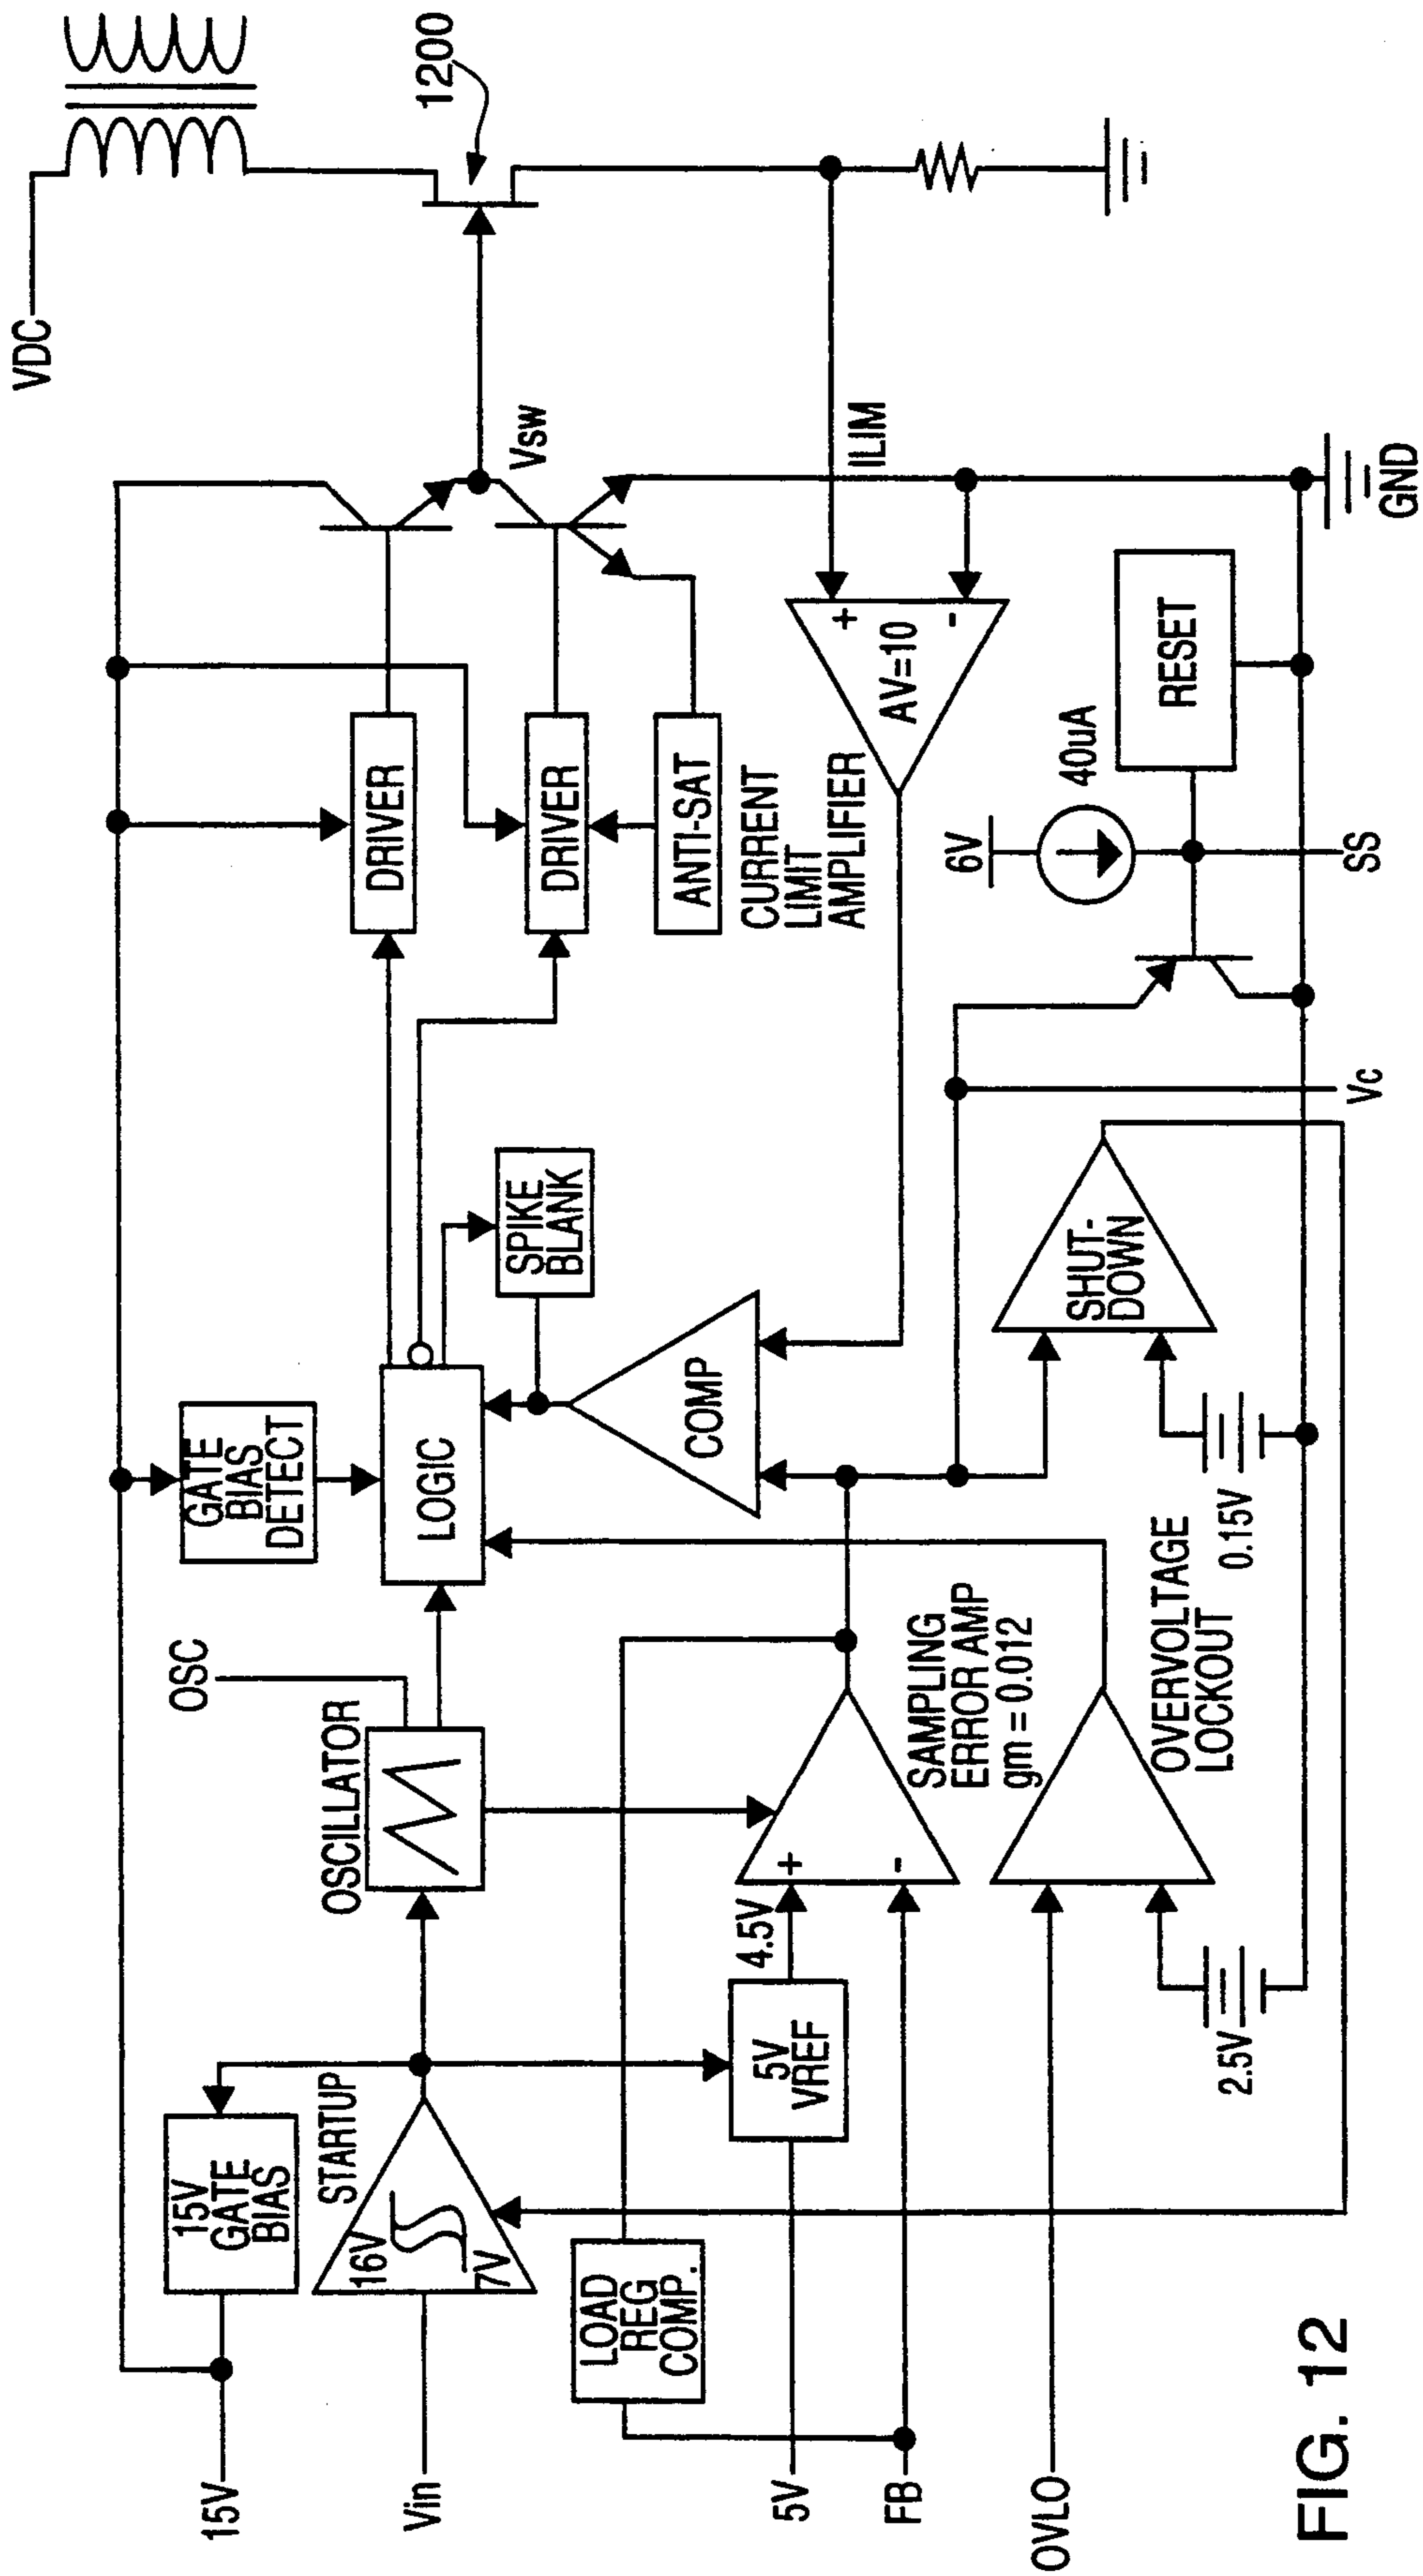 VDC
1200
15V
15V
GATE
BIAS
GATE
BIAS
DETECT
OSC
STARTUP
16V
7V
Vin
OSCILLATOR
LOGIC
DRIVER
DRIVER
ANTI-SAT
Vsw
SPIKE
BLANK
LOAD
REG
COMP.
5V
5V
VREF
4.5V
+
-
FB
SAMPLING
ERROR AMP
gm = 0.012
COMP
CURRENT
LIMIT
AMPLIFIER
+
AV=10
-
ILIM
OVLO
2.5V
OVERVOLTAGE
LOCKOUT
0.15V
SHUT-
DOWN
Vc
6V
40uA
SS
RESET
GND
FIG. 12